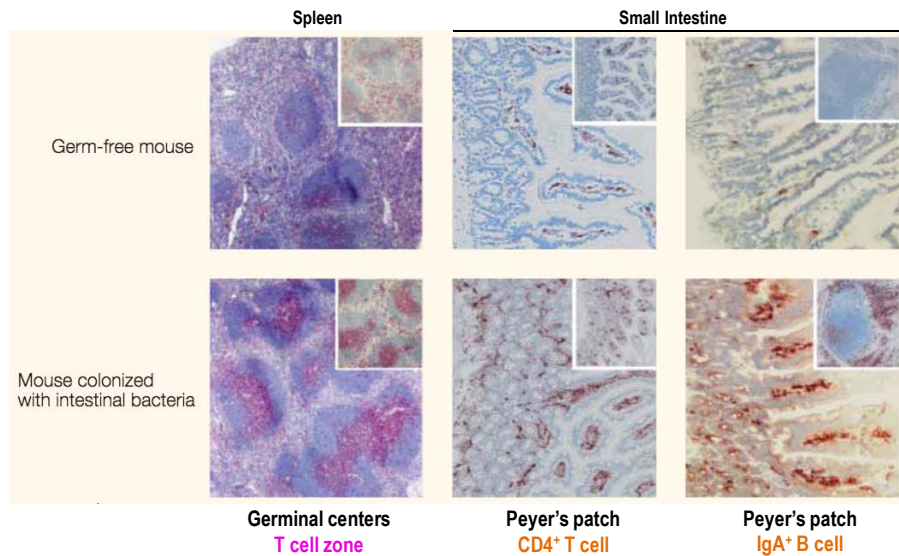 Spleen
Small Intestine
Germ-free mouse
Mouse colonized
with intestinal bacteria
Germinal centers
T cell zone
Peyer's patch
CD4⁺ T cell
Peyer's patch
IgA⁺ B cell